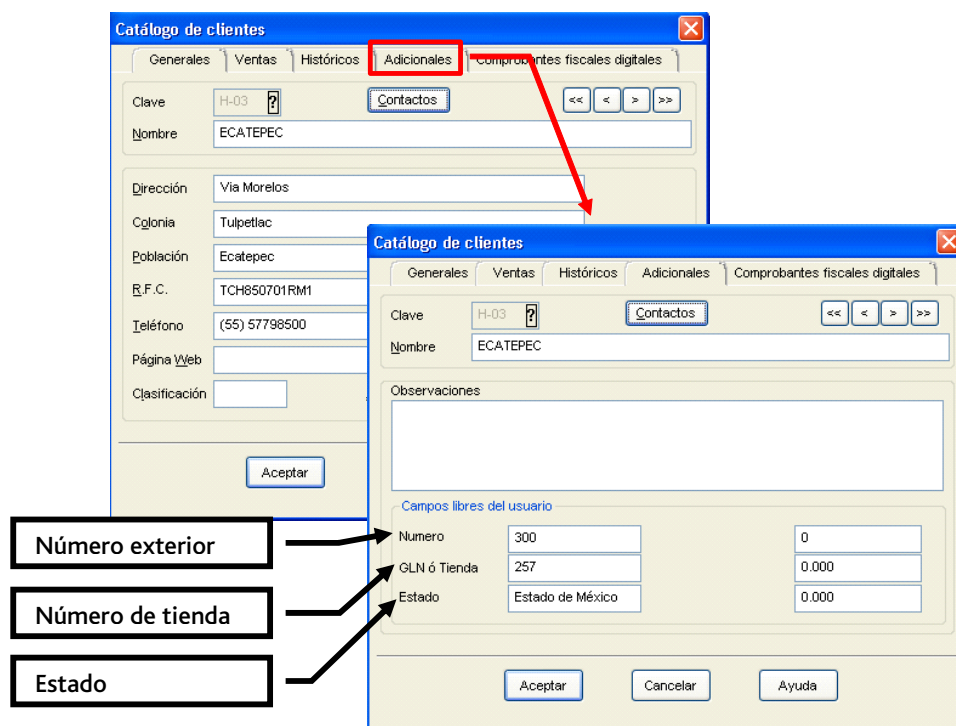 Catálogo de clientes
Generales Ventas Históricos Adicionales Comprobantes fiscales digitales
Clave H-03 ? Contactos << < > >>
Nombre ECATEPEC
Dirección Via Morelos
Colonia Tulpetlac
Población Ecatepec
R.F.C. TCH850701RM1
Teléfono (55) 57798500
Página Web
Clasificación
Aceptar
Catálogo de clientes
Generales Ventas Históricos Adicionales Comprobantes fiscales digitales
Clave H-03 ? Contactos << < > >>
Nombre ECATEPEC
Observaciones
Campos libres del usuario
Numero 300 0
GLN ó Tienda 257 0.000
Estado Estado de México 0.000
Aceptar Cancelar Ayuda
Número exterior
Número de tienda
Estado